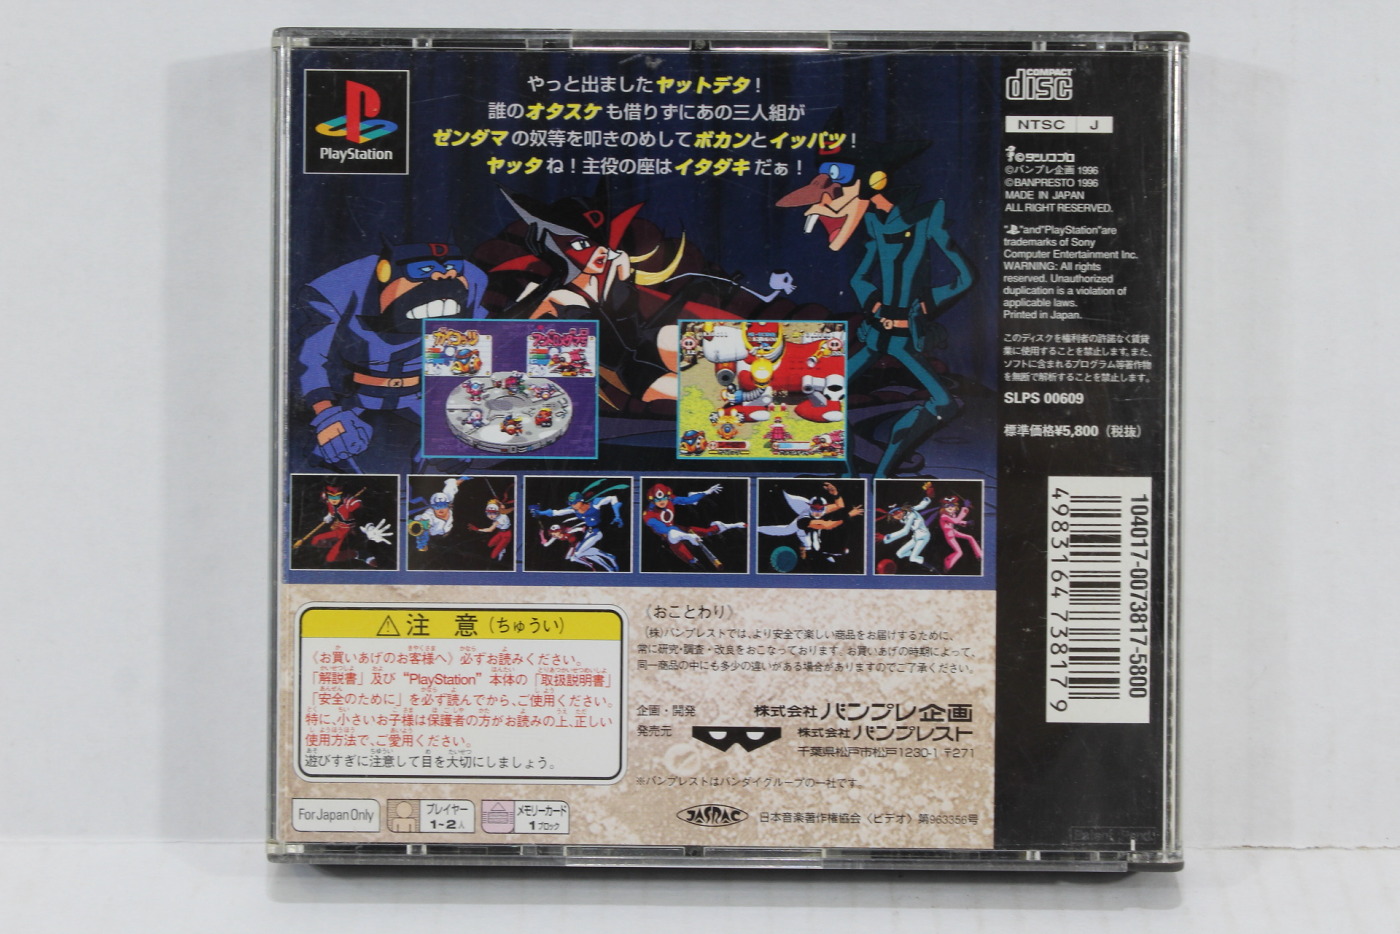 PlayStation
やっと出ましたヤットデタ!
誰のオタスケも借りずにあの三人組が
ゼンダマの奴等を叩きのめしてボカンとイッパツ!
ヤッタね!主役の座はイタダキだぁ!
D
D
COMPACT
disc
NTSC J
©タツノコプロ
©バンプレ企画 1996
©BANPRESTO 1996
MADE IN JAPAN
ALL RIGHT RESERVED.
" "and"PlayStation"are
trademarks of Sony
Computer Entertainment Inc.
WARNING: All rights
reserved. Unauthorized
duplication is a violation of
applicable laws.
Printed in Japan.
このディスクを権利者の許諾なく賃貸
業に使用することを禁止します。また、
ソフトに含まれるプログラム等著作物
を無断で解析することを禁止します。
SLPS 00609
標準価格¥5,800(税抜)
104017-0073817-5800
4983164738179
⚠注 意(ちゅうい)
《お買いあげのお客様へ》必ずお読みください。
「解説書」及び“PlayStation”本体の「取扱説明書」
「安全のために」を必ず読んでから、ご使用ください。
特に、小さいお子様は保護者の方がお読みの上、正しい
使用方法で、ご愛用ください。
遊びすぎに注意して目を大切にしましょう。
For Japan Only
プレイヤー
1~2人
メモリーカード
1ブロック
《おことわり》
(株)バンプレストでは、より安全で楽しい商品をお届けするために、
常に研究・調査・改良をおこなっております。お買いあげの時期によって、
同一商品の中にも多少の違いがある場合がありますのでご了承ください。
企画・開発 株式会社バンプレ企画
発売元 株式会社バンプレスト
千葉県松戸市松戸1230-1 〒271
※バンプレストはバンダイグループの一社です。
JASRAC 日本音楽著作権協会〈ビデオ〉第963356号